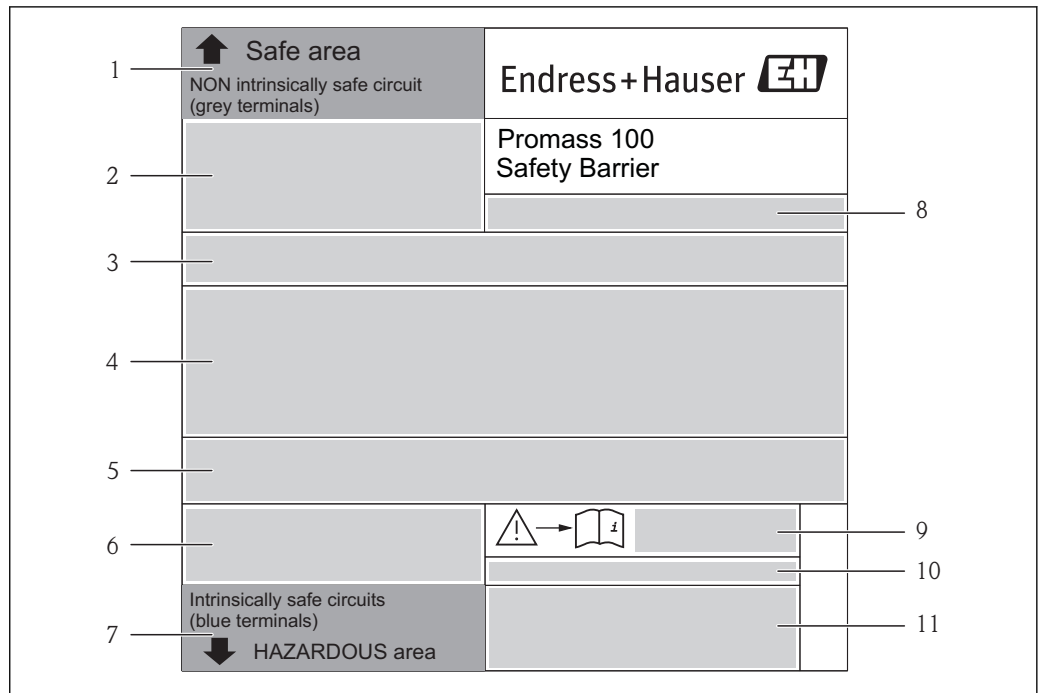 Safe area
NON intrinsically safe circuit
(grey terminals)
Endress+Hauser EH
Promass 100
Safety Barrier
1
2
3
4
5
6
7
8
9
10
11
i
Intrinsically safe circuits
(blue terminals)
HAZARDOUS area